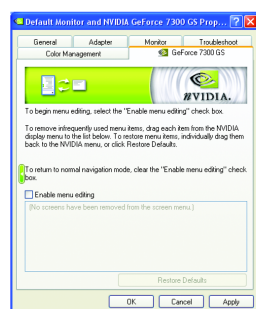 Default Monitor and NVIDIA GeForce 7300 GS Prop...
General
Adapter
Monitor
Troubleshoot
Color Management
GeForce 7300 GS
NVIDIA.
To begin menu editing, select the "Enable menu editing" check box.
To remove infrequently used menu items, drag each item from the NVIDIA
display menu to the list below. To restore menu items, individually drag them
back to the NVIDIA menu, or click Restore Defaults.
To return to normal navigation mode, clear the "Enable menu editing" check
box.
Enable menu editing
(No screens have been removed from the screen menu.)
Restore Defaults
OK
Cancel
Apply